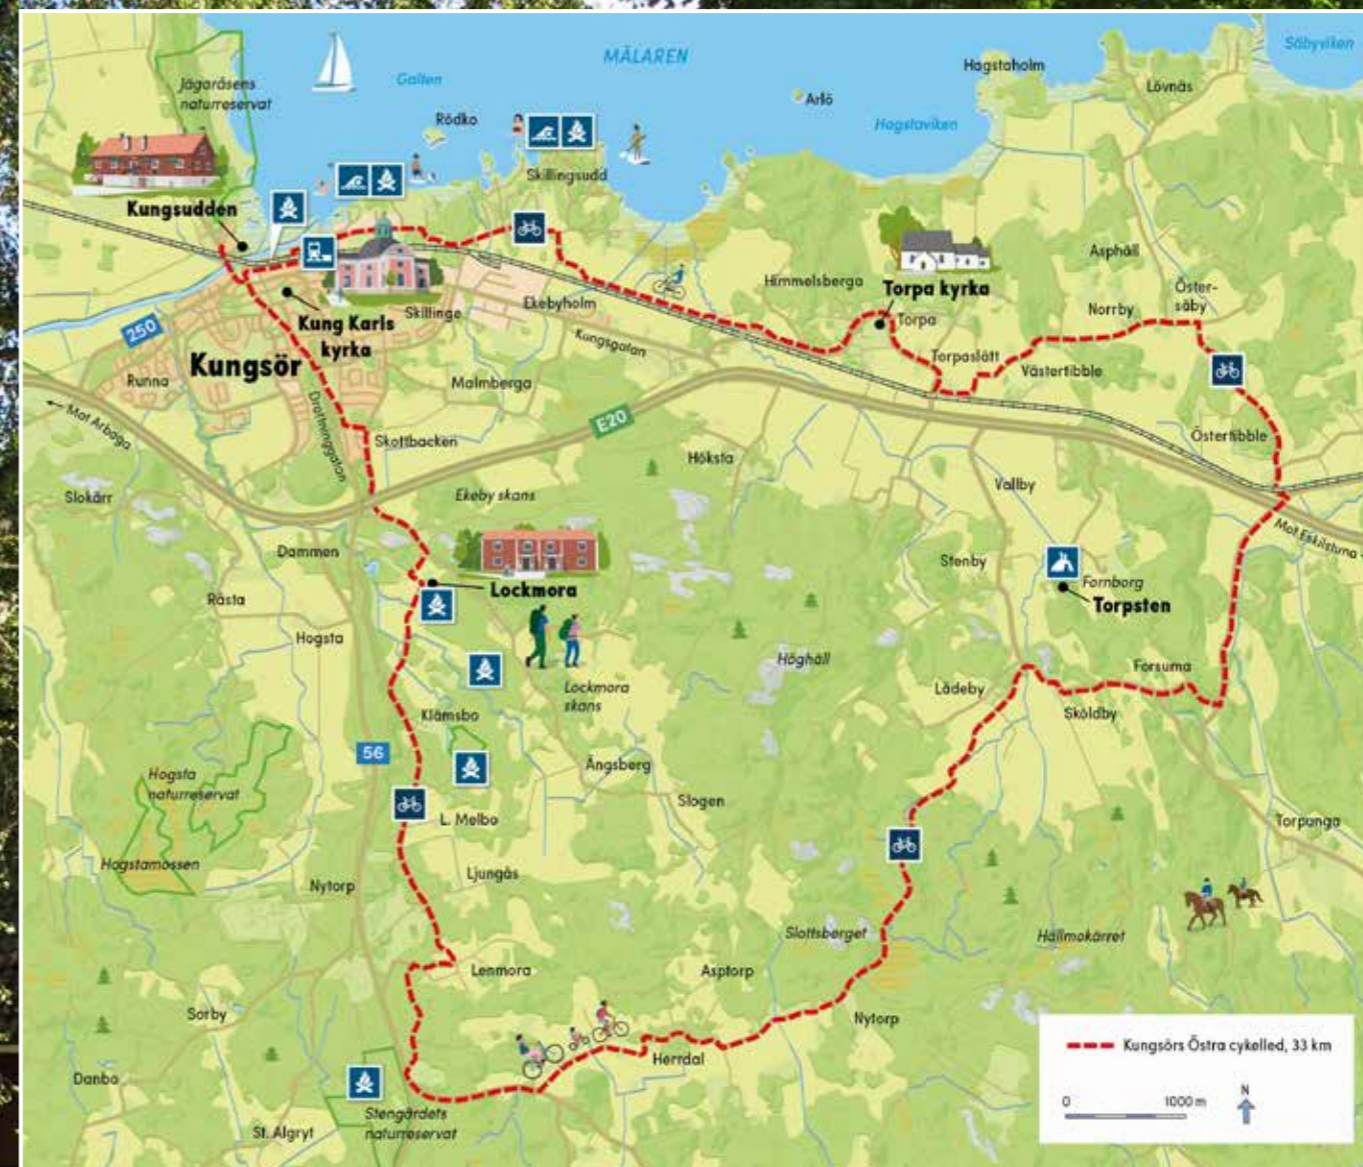 MÄLAREN
Säbyviken
Galten
Hagstaholm
Jägaråsens
naturreservat
Lövnäs
Arlö
Rödko
Hagstaviken
Skillingsudd
Kungsudden
Asphäll
Himmelsberga
Torpa kyrka
Öster-
säby
Norrby
Skillinge
Ekebyholm
Kung Karls
kyrka
Torpa
250
Kungsgatan
Torpaslätt
Västertibble
Kungsör
Runna
Malmberga
Mot Arboga
Drottninggatan
E20
Skottbacken
Östertibble
Höksta
Slokärr
Ekeby skans
Vallby
Mot Eskilstuna
Dammen
Stenby
Fornborg
Torpsten
Lockmora
Råsta
Hogsta
Höghäll
Forsuma
Lockmora
skans
Lådeby
Sköldby
Klämsbo
56
Ängsberg
Hogsta
naturreservat
Slogen
L. Melbo
Torpunga
Hogstamossen
Ljungås
Nytorp
Slottsberget
Hällmokärret
Lenmora
Asptorp
Sorby
Nytorp
Herrdal
Kungsörs Östra cykelled, 33 km
Danbo
0
1000 m
N
Stengärdets
naturreservat
St. Algryt